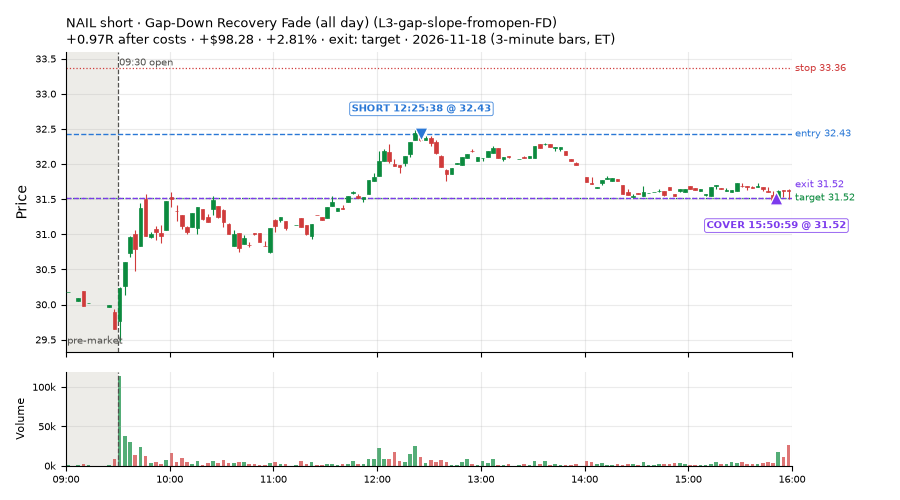 NAIL short · Gap-Down Recovery Fade (all day) (L3-gap-slope-fromopen-FD)
+0.97R after costs · +$98.28 · +2.81% · exit: target · 2026-11-18 (3-minute bars, ET)
33.5
33.0
32.5
32.0
31.5
31.0
30.5
30.0
29.5
Price
09:30 open
pre-market
SHORT 12:25:38 @ 32.43
COVER 15:50:59 @ 31.52
stop 33.36
entry 32.43
exit 31.52
target 31.52
100k
50k
0k
Volume
09:00
10:00
11:00
12:00
13:00
14:00
15:00
16:00